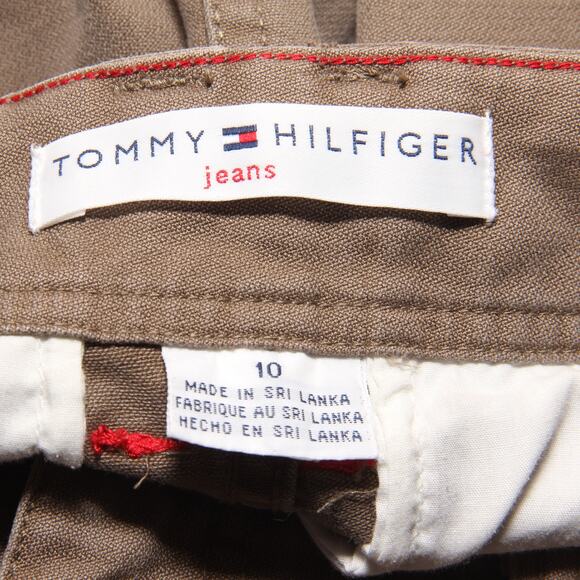 TOMMY HILFIGER
jeans
10
MADE IN SRI LANKA
FABRIQUE AU SRI LANKA
HECHO EN SRI LANKA